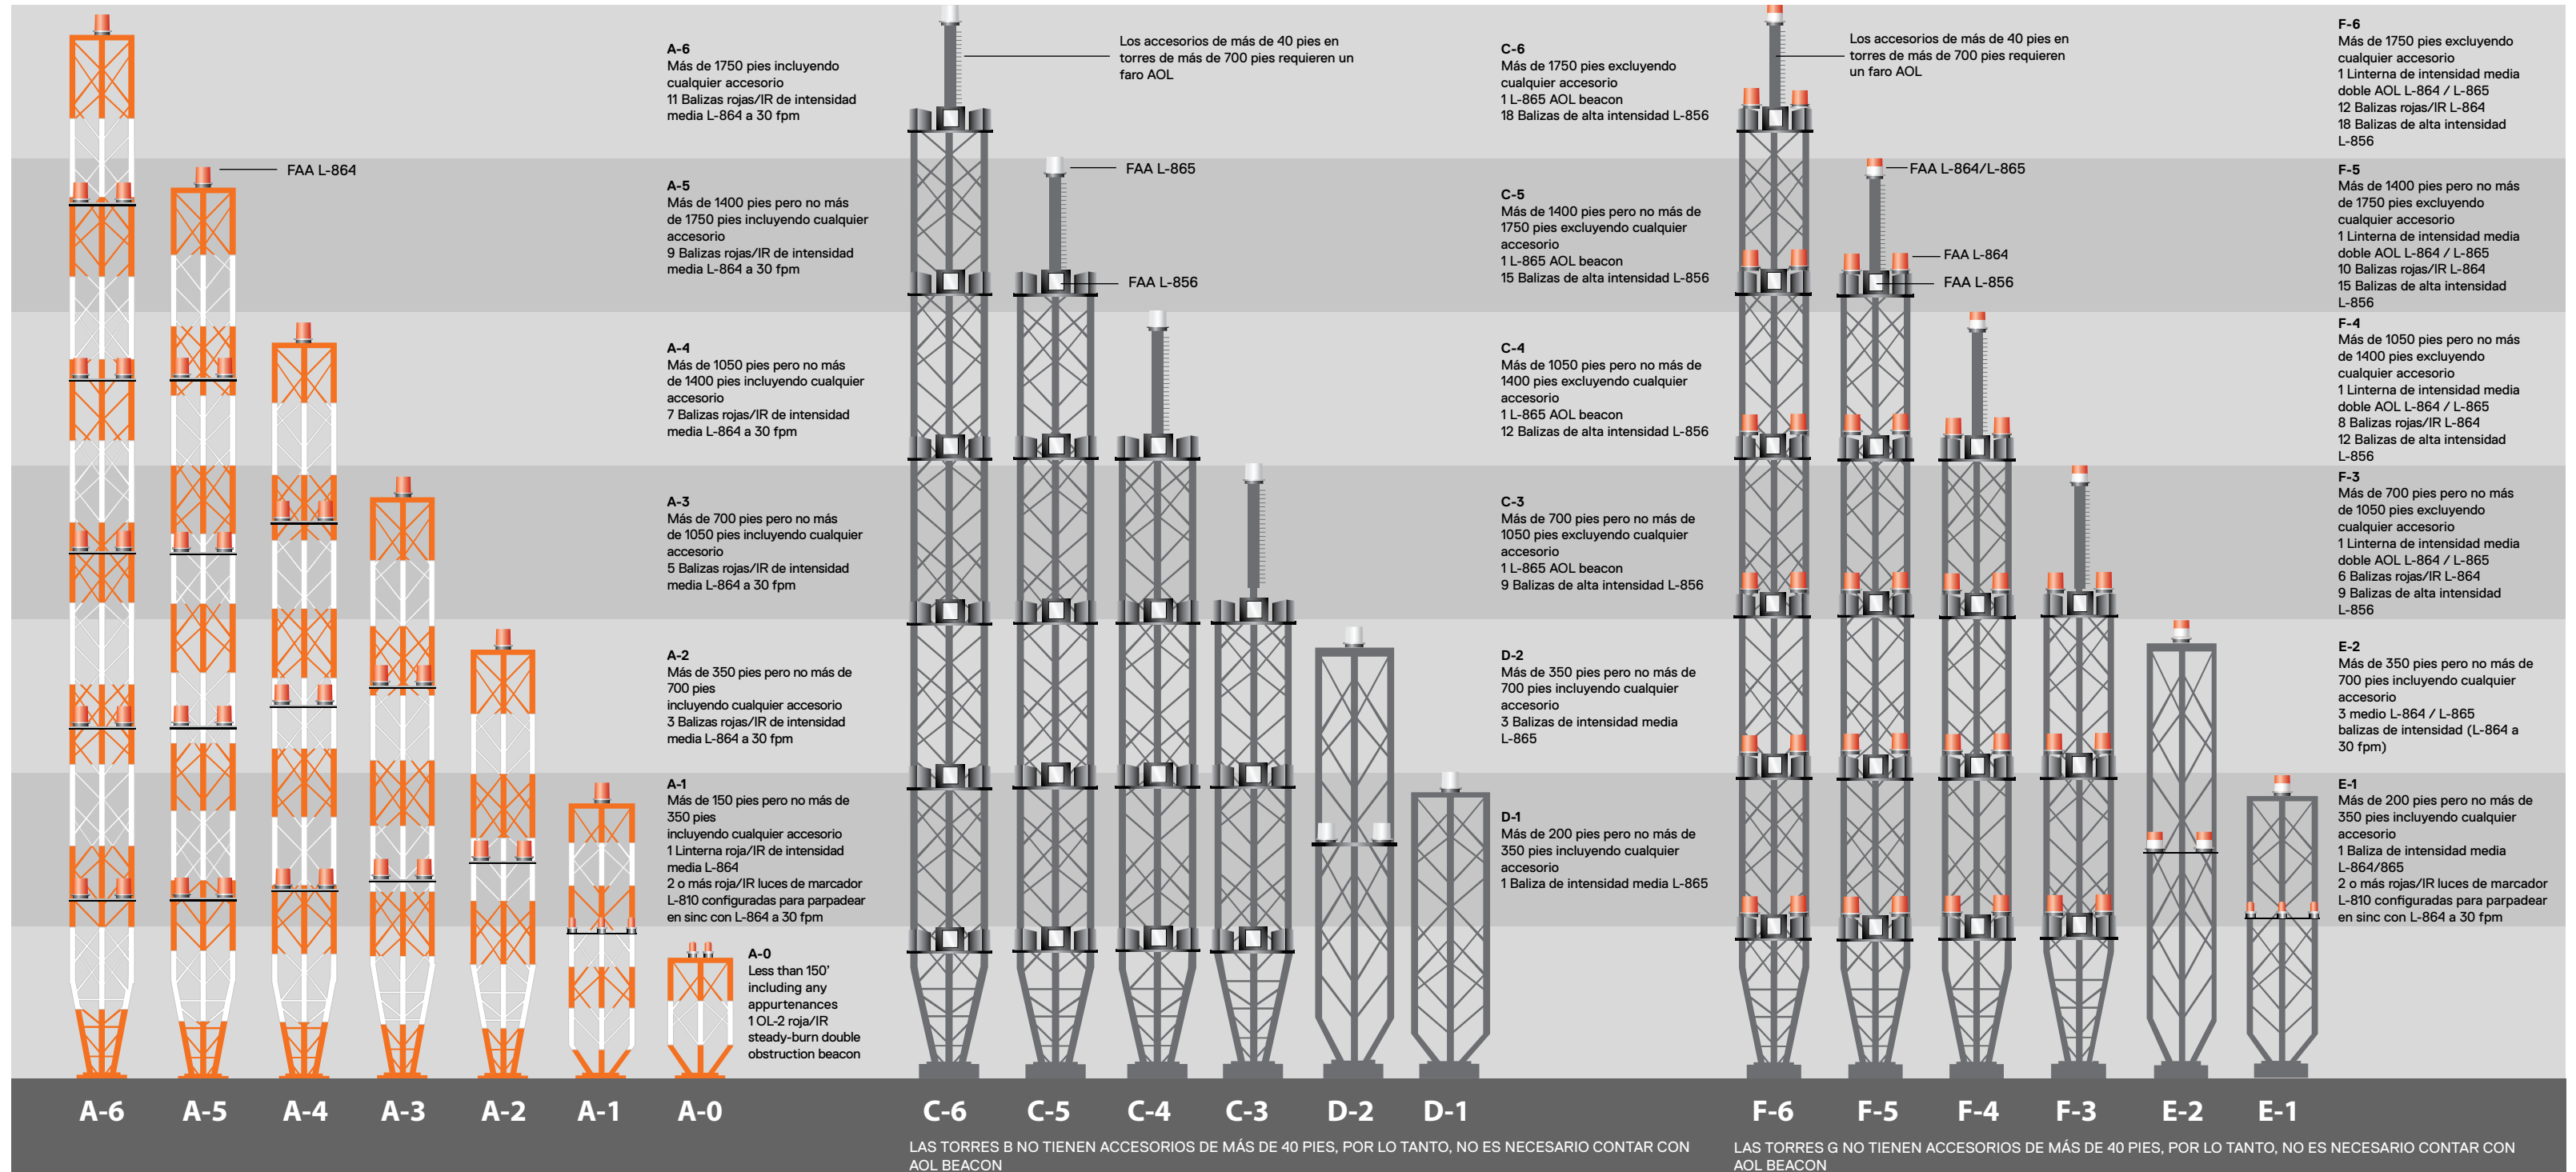 A-6
Más de 1750 pies incluyendo
cualquier accesorio
11 Balizas rojas/IR de intensidad
media L-864 a 30 fpm
FAA L-864
A-5
Más de 1400 pies pero no más
de 1750 pies incluyendo cualquier
accesorio
9 Balizas rojas/IR de intensidad
media L-864 a 30 fpm
A-4
Más de 1050 pies pero no más
de 1400 pies incluyendo cualquier
accesorio
7 Balizas rojas/IR de intensidad
media L-864 a 30 fpm
A-3
Más de 700 pies pero no más
de 1050 pies incluyendo cualquier
accesorio
5 Balizas rojas/IR de intensidad
media L-864 a 30 fpm
A-2
Más de 350 pies pero no más de
700 pies
incluyendo cualquier accesorio
3 Balizas rojas/IR de intensidad
media L-864 a 30 fpm
A-1
Más de 150 pies pero no más de
350 pies
incluyendo cualquier accesorio
1 Linterna roja/IR de intensidad
media L-864
2 o más roja/IR luces de marcador
L-810 configuradas para parpadear
en sinc con L-864 a 30 fpm
A-0
Less than 150'
including any
appurtenances
1 OL-2 roja/IR
steady-burn double
obstruction beacon
Los accesorios de más de 40 pies en
torres de más de 700 pies requieren un
faro AOL
FAA L-865
FAA L-856
C-6
Más de 1750 pies excluyendo
cualquier accesorio
1 L-865 AOL beacon
18 Balizas de alta intensidad L-856
C-5
Más de 1400 pies pero no más de
1750 pies excluyendo cualquier
accesorio
1 L-865 AOL beacon
15 Balizas de alta intensidad L-856
C-4
Más de 1050 pies pero no más de
1400 pies excluyendo cualquier
accesorio
1 L-865 AOL beacon
12 Balizas de alta intensidad L-856
C-3
Más de 700 pies pero no más de
1050 pies excluyendo cualquier
accesorio
1 L-865 AOL beacon
9 Balizas de alta intensidad L-856
D-2
Más de 350 pies pero no más de
700 pies incluyendo cualquier
accesorio
3 Balizas de intensidad media
L-865
D-1
Más de 200 pies pero no más de
350 pies incluyendo cualquier
accesorio
1 Baliza de intensidad media L-865
Los accesorios de más de 40 pies en
torres de más de 700 pies requieren
un faro AOL
FAA L-864/L-865
FAA L-864
FAA L-856
F-6
Más de 1750 pies excluyendo
cualquier accesorio
1 Linterna de intensidad media
doble AOL L-864 / L-865
12 Balizas rojas/IR L-864
18 Balizas de alta intensidad
L-856
F-5
Más de 1400 pies pero no más
de 1750 pies excluyendo
cualquier accesorio
1 Linterna de intensidad media
doble AOL L-864 / L-865
10 Balizas rojas/IR L-864
15 Balizas de alta intensidad
L-856
F-4
Más de 1050 pies pero no más
de 1400 pies excluyendo
cualquier accesorio
1 Linterna de intensidad media
doble AOL L-864 / L-865
8 Balizas rojas/IR L-864
12 Balizas de alta intensidad
L-856
F-3
Más de 700 pies pero no más
de 1050 pies excluyendo
cualquier accesorio
1 Linterna de intensidad media
doble AOL L-864 / L-865
6 Balizas rojas/IR L-864
9 Balizas de alta intensidad
L-856
E-2
Más de 350 pies pero no más de
700 pies incluyendo cualquier
accesorio
3 medio L-864 / L-865
balizas de intensidad (L-864 a
30 fpm)
E-1
Más de 200 pies pero no más de
350 pies incluyendo cualquier
accesorio
1 Baliza de intensidad media
L-864/865
2 o más rojas/IR luces de marcador
L-810 configuradas para parpadear
en sinc con L-864 a 30 fpm
A-6 A-5 A-4 A-3 A-2 A-1 A-0 C-6 C-5 C-4 C-3 D-2 D-1 F-6 F-5 F-4 F-3 E-2 E-1
LAS TORRES B NO TIENEN ACCESORIOS DE MÁS DE 40 PIES, POR LO TANTO, NO ES NECESARIO CONTAR CON
AOL BEACON
LAS TORRES G NO TIENEN ACCESORIOS DE MÁS DE 40 PIES, POR LO TANTO, NO ES NECESARIO CONTAR CON
AOL BEACON